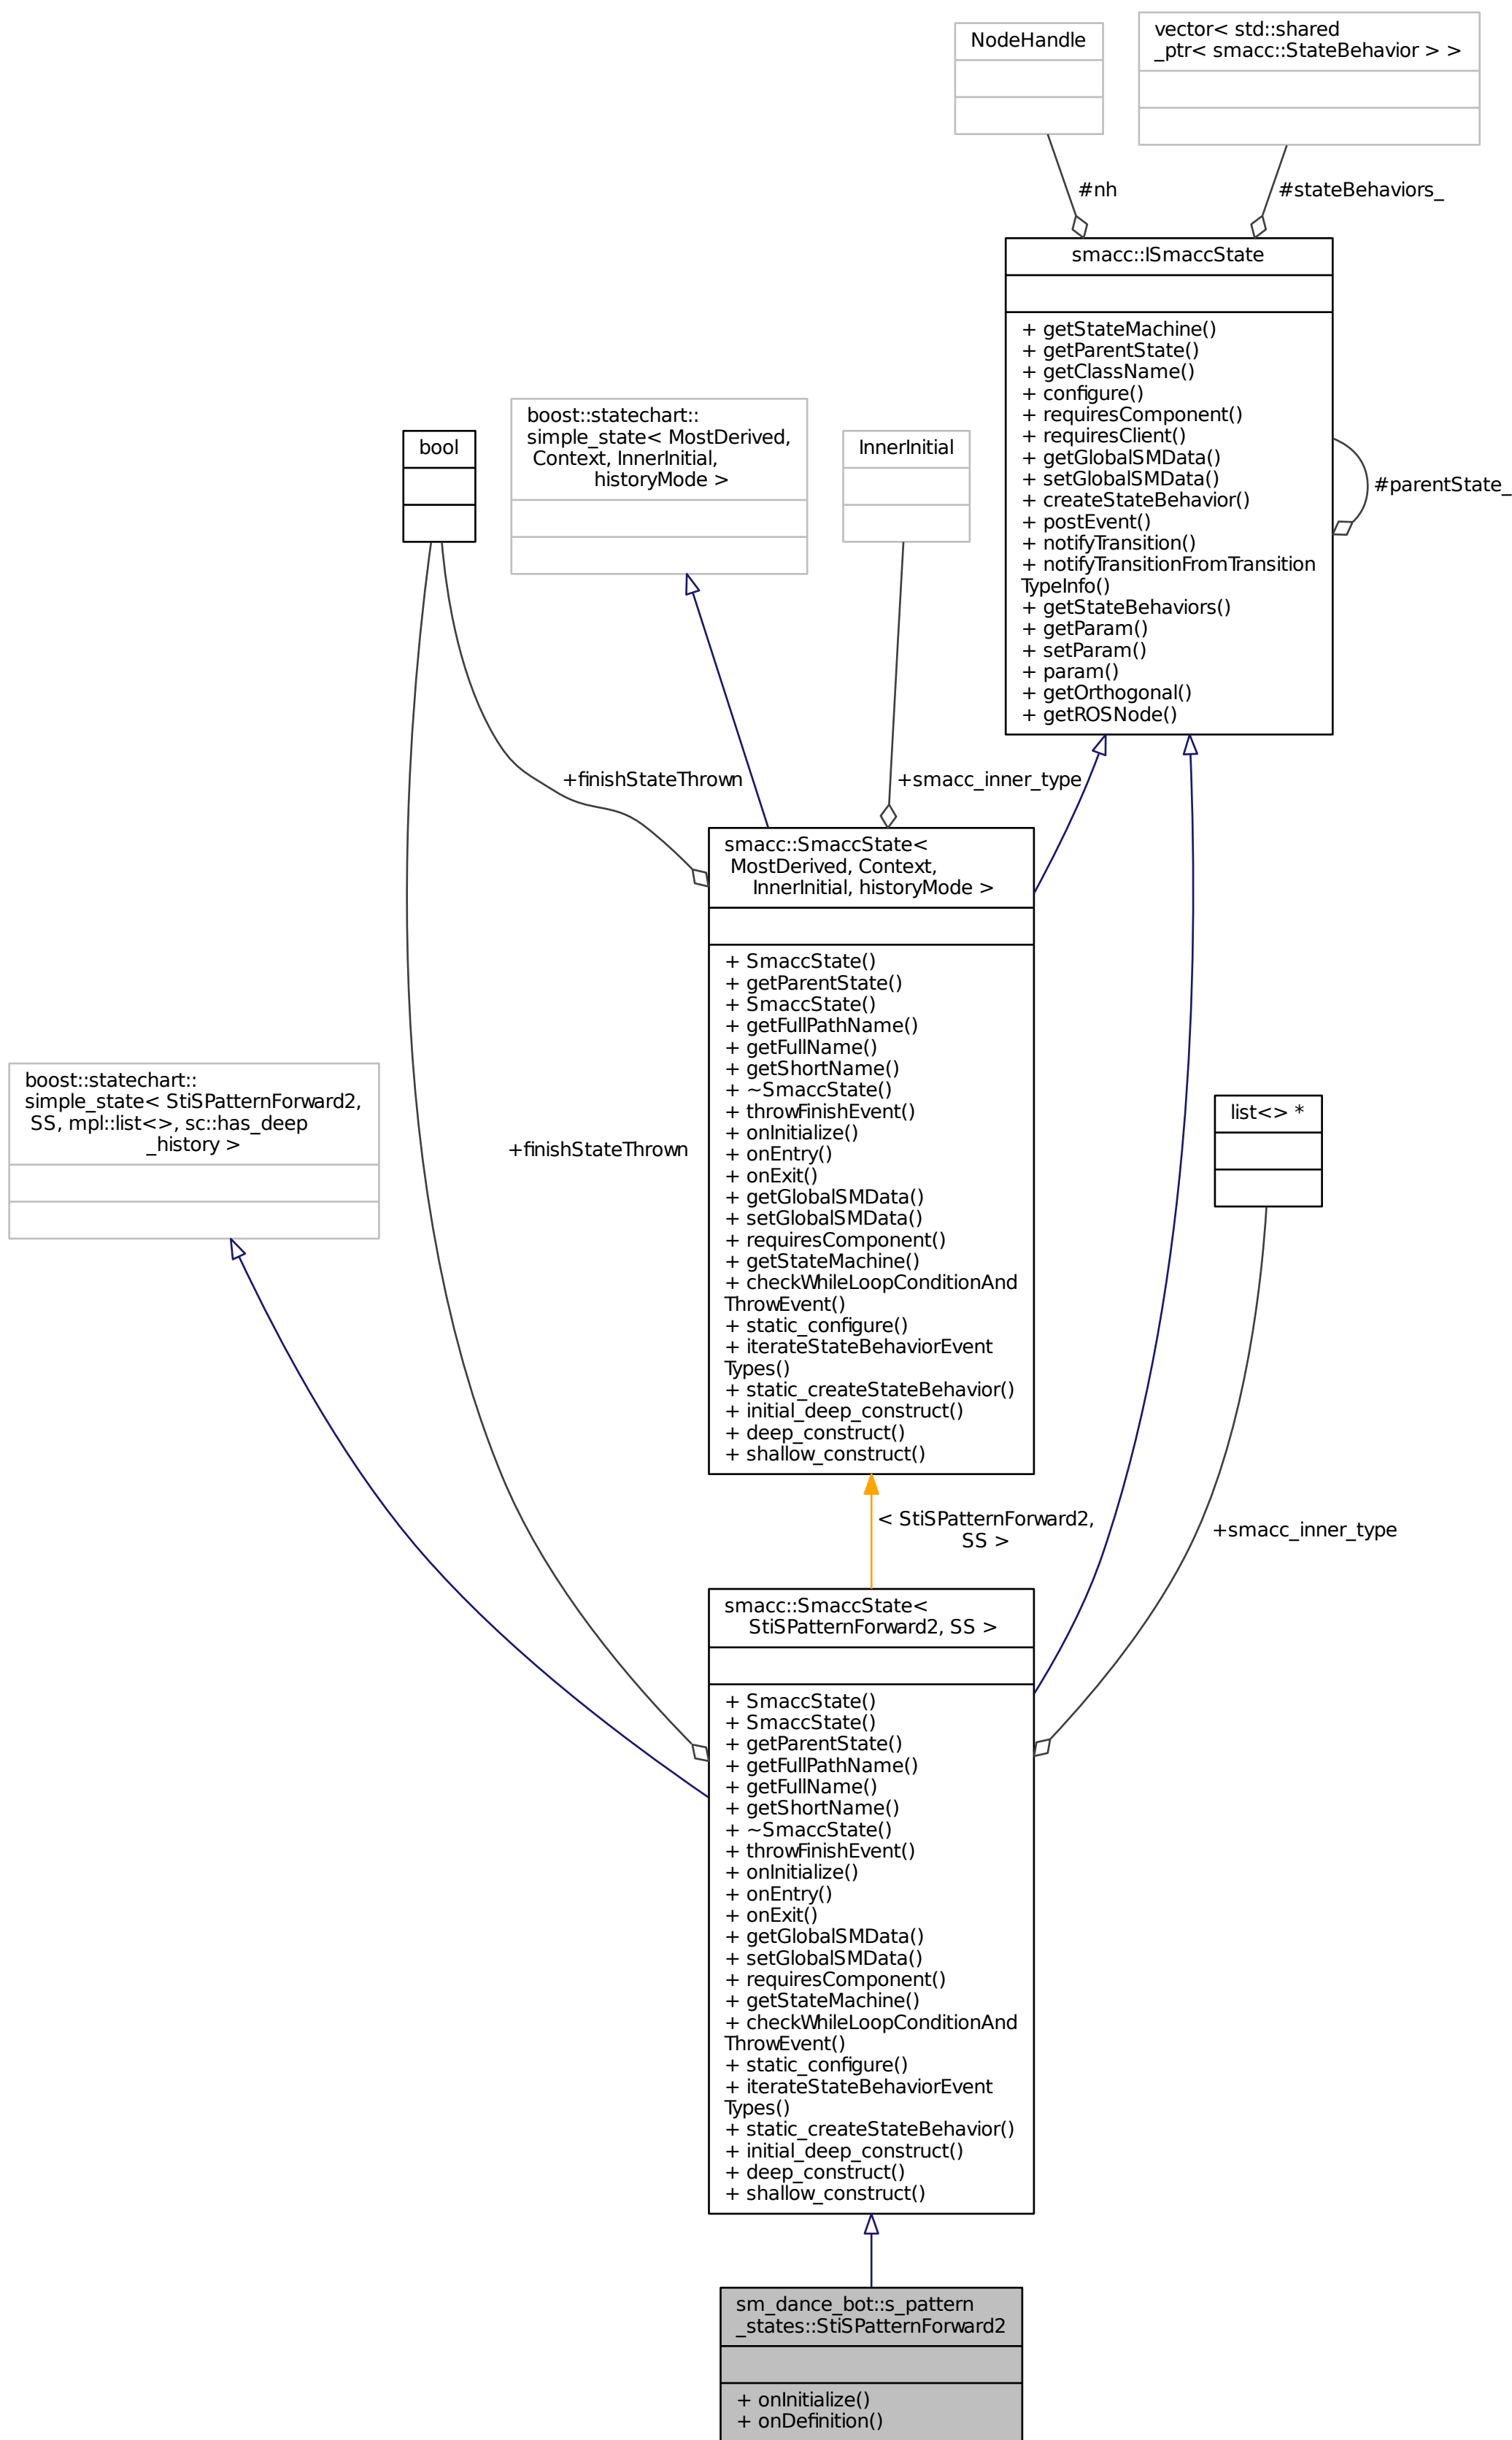 NodeHandle
vector< std::shared
_ptr< smacc::StateBehavior > >
#nh
#stateBehaviors_
smacc::ISmaccState
+ getStateMachine()
+ getParentState()
+ getClassName()
+ configure()
+ requiresComponent()
+ requiresClient()
+ getGlobalSMData()
+ setGlobalSMData()
+ createStateBehavior()
+ postEvent()
+ notifyTransition()
+ notifyTransitionFromTransition
TypeInfo()
+ getStateBehaviors()
+ getParam()
+ setParam()
+ param()
+ getOrthogonal()
+ getROSNode()
#parentState_
bool
boost::statechart::
simple_state< MostDerived,
Context, InnerInitial,
historyMode >
InnerInitial
+finishStateThrown
+smacc_inner_type
smacc::SmaccState<
MostDerived, Context,
InnerInitial, historyMode >
+ SmaccState()
+ getParentState()
+ SmaccState()
+ getFullPathName()
+ getFullName()
+ getShortName()
+ ~SmaccState()
+ throwFinishEvent()
+ onInitialize()
+ onEntry()
+ onExit()
+ getGlobalSMData()
+ setGlobalSMData()
+ requiresComponent()
+ getStateMachine()
+ checkWhileLoopConditionAnd
ThrowEvent()
+ static_configure()
+ iterateStateBehaviorEvent
Types()
+ static_createStateBehavior()
+ initial_deep_construct()
+ deep_construct()
+ shallow_construct()
boost::statechart::
simple_state< StiSPatternForward2,
SS, mpl::list<>, sc::has_deep
_history >
+finishStateThrown
list<> *
< StiSPatternForward2,
SS >
+smacc_inner_type
smacc::SmaccState<
StiSPatternForward2, SS >
+ SmaccState()
+ SmaccState()
+ getParentState()
+ getFullPathName()
+ getFullName()
+ getShortName()
+ ~SmaccState()
+ throwFinishEvent()
+ onInitialize()
+ onEntry()
+ onExit()
+ getGlobalSMData()
+ setGlobalSMData()
+ requiresComponent()
+ getStateMachine()
+ checkWhileLoopConditionAnd
ThrowEvent()
+ static_configure()
+ iterateStateBehaviorEvent
Types()
+ static_createStateBehavior()
+ initial_deep_construct()
+ deep_construct()
+ shallow_construct()
sm_dance_bot::s_pattern
_states::StiSPatternForward2
+ onInitialize()
+ onDefinition()